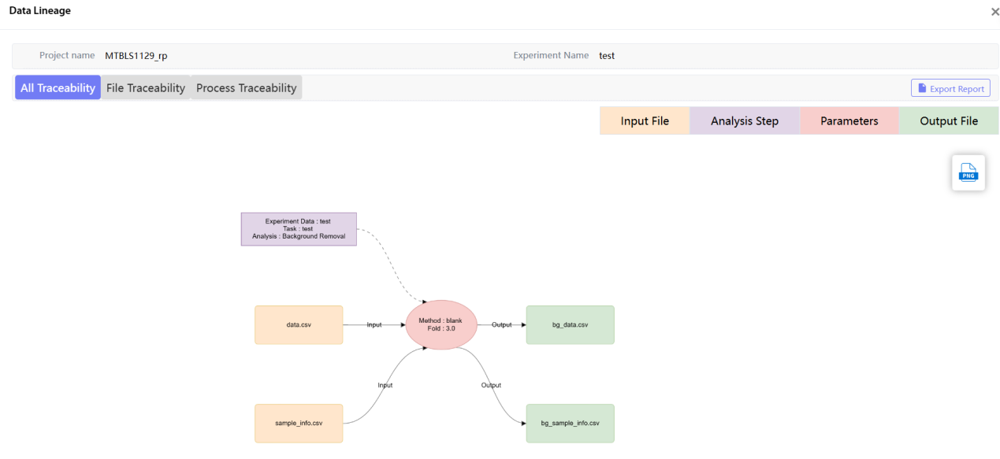 Data Lineage
Project name MTBLS1129_rp Experiment Name test
All Traceability File Traceability Process Traceability Export Report
Input File Analysis Step Parameters Output File
PNG
Experiment Data : test
Task : test
Analysis : Background Removal
data.csv
Input
Method : blank
Fold : 3.0
Output
bg_data.csv
Input
Output
sample_info.csv
bg_sample_info.csv